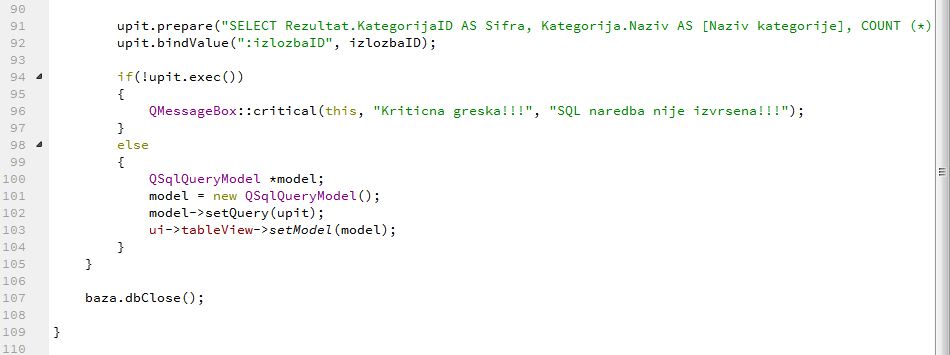 90
91 upit.prepare("SELECT Rezultat.KategorijaID AS Sifra, Kategorija.Naziv AS [Naziv kategorije], COUNT (*)
92 upit.bindValue(":izlozbaID", izlozbaID);
93
94 if(!upit.exec())
95 {
96 QMessageBox::critical(this, "Kriticna greska!!!", "SQL naredba nije izvrsena!!!");
97 }
98 else
99 {
100 QSqlQueryModel *model;
101 model = new QSqlQueryModel();
102 model->setQuery(upit);
103 ui->tableView->setModel(model);
104 }
105 }
106
107 baza.dbClose();
108
109 }
110